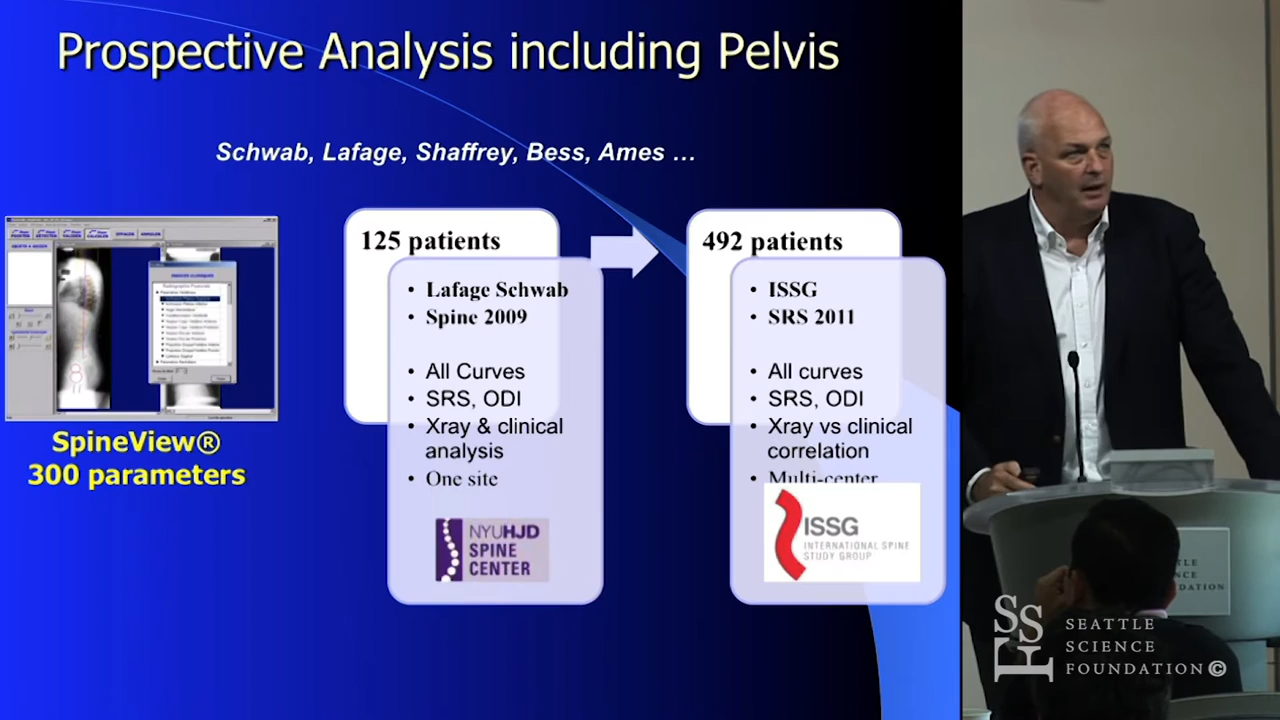 Prospective Analysis including Pelvis
Schwab, Lafage, Shaffrey, Bess, Ames …
SpineView®
300 parameters
125 patients
• Lafage Schwab
• Spine 2009
• All Curves
• SRS, ODI
• Xray & clinical
analysis
• One site
NYUHJD
SPINE
CENTER
492 patients
• ISSG
• SRS 2011
• All curves
• SRS, ODI
• Xray vs clinical
correlation
• Multi-center
ISSG
INTERNATIONAL SPINE
STUDY GROUP
SSF
SEATTLE
SCIENCE
FOUNDATION©